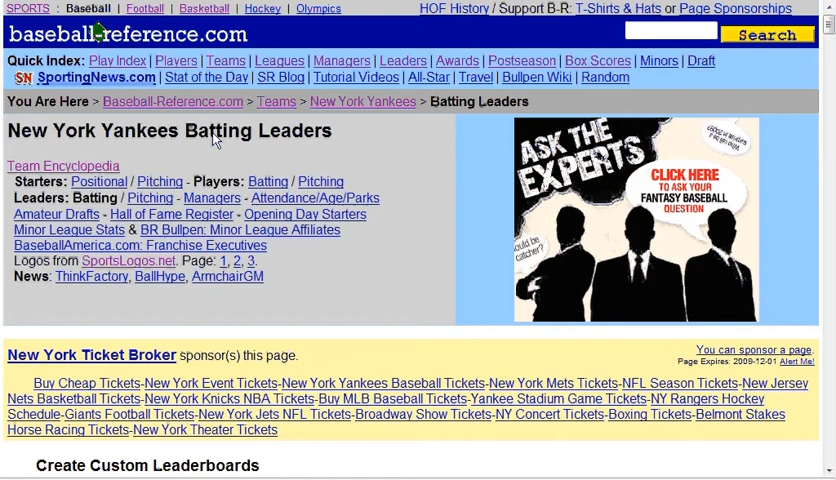 SPORTS : Baseball | Football | Basketball | Hockey | Olympics
HOF History / Support B-R: T-Shirts & Hats or Page Sponsorships
baseball-reference.com
Search
Quick Index: Play Index | Players | Teams | Leagues | Managers | Leaders | Awards | Postseason | Box Scores | Minors | Draft
SN SportingNews.com | Stat of the Day | SR Blog | Tutorial Videos | All-Star | Travel | Bullpen Wiki | Random
You Are Here > Baseball-Reference.com > Teams > New York Yankees > Batting Leaders
New York Yankees Batting Leaders
Team Encyclopedia
Starters: Positional / Pitching - Players: Batting / Pitching
Leaders: Batting / Pitching - Managers - Attendance/Age/Parks
Amateur Drafts - Hall of Fame Register - Opening Day Starters
Minor League Stats & BR Bullpen: Minor League Affiliates
BaseballAmerica.com: Franchise Executives
Logos from SportsLogos.net. Page: 1, 2, 3.
News: ThinkFactory, BallHype, ArmchairGM
ASK THE
EXPERTS
CLICK HERE
TO ASK YOUR
FANTASY BASEBALL
QUESTION
ould be
catcher?
New York Ticket Broker sponsor(s) this page.
You can sponsor a page.
Page Expires: 2009-12-01 Alert Me!
Buy Cheap Tickets-New York Event Tickets-New York Yankees Baseball Tickets-New York Mets Tickets-NFL Season Tickets-New Jersey
Nets Basketball Tickets-New York Knicks NBA Tickets-Buy MLB Baseball Tickets-Yankee Stadium Game Tickets-NY Rangers Hockey
Schedule-Giants Football Tickets-New York Jets NFL Tickets-Broadway Show Tickets-NY Concert Tickets-Boxing Tickets-Belmont Stakes
Horse Racing Tickets-New York Theater Tickets
Create Custom Leaderboards